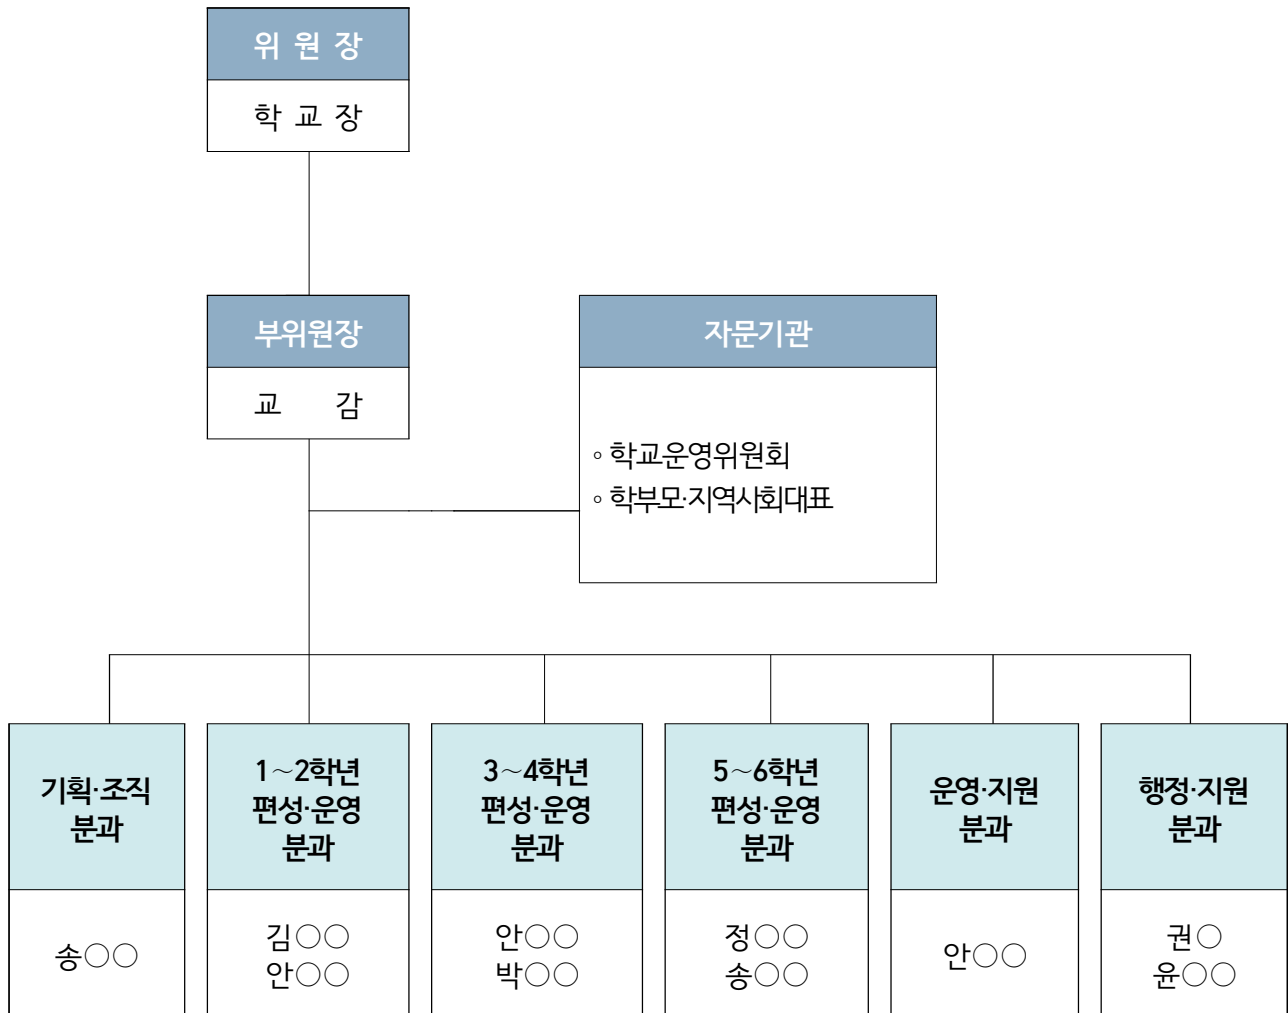 위 원 장
학 교 장
부위원장
교 감
자문기관
◦ 학교운영위원회
◦ 학부모·지역사회대표
기획·조직
분과
송○○
1～2학년
편성·운영
분과
김○○
안○○
3～4학년
편성·운영
분과
안○○
박○○
5～6학년
편성·운영
분과
정○○
송○○
운영·지원
분과
안○○
행정·지원
분과
권○
윤○○